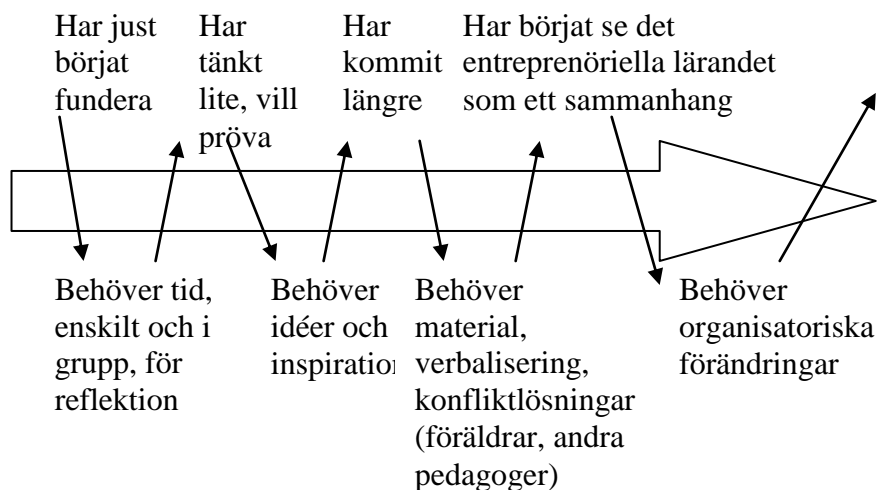 Har just
börjat
fundera
Har
tänkt
lite, vill
pröva
Har
kommit
längre
Har börjat se det
entreprenöriella lärandet
som ett sammanhang
Behöver tid,
enskilt och i
grupp, för
reflektion
Behöver
idéer och
inspiration
Behöver
material,
verbalisering,
konfliktlösningar
(föräldrar, andra
pedagoger)
Behöver
organisatoriska
förändringar